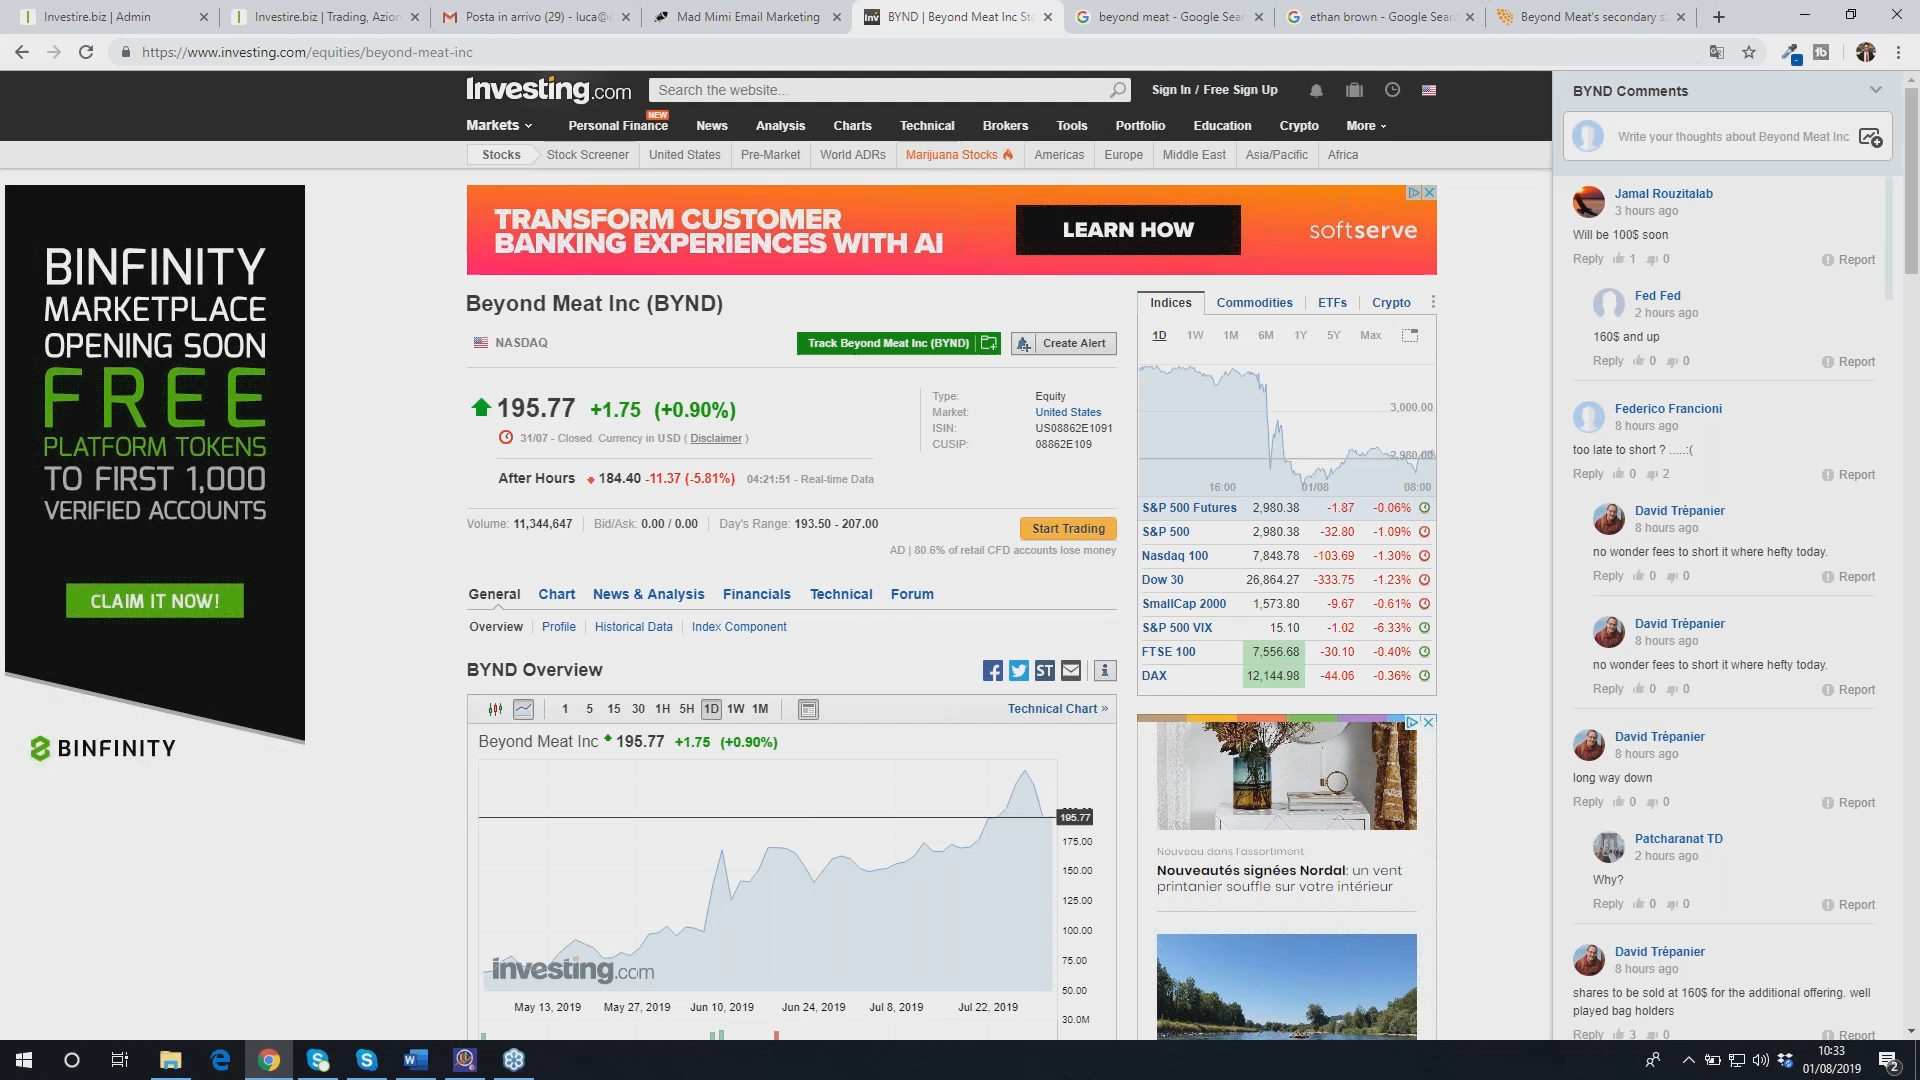 Investire.biz | Admin
Investire.biz | Trading, Azion
Posta in arrivo (29) - luca@
Mad Mimi Email Marketing
BYND | Beyond Meat Inc Sto
beyond meat - Google Sear
ethan brown - Google Sear
Beyond Meat's secondary s
https://www.investing.com/equities/beyond-meat-inc
Investing.com
Search the website...
Sign In / Free Sign Up
NEW
Markets Personal Finance News Analysis Charts Technical Brokers Tools Portfolio Education Crypto More
Stocks Stock Screener United States Pre-Market World ADRs Marijuana Stocks Americas Europe Middle East Asia/Pacific Africa
BINFINITY
MARKETPLACE
OPENING SOON
FREE
PLATFORM TOKENS
TO FIRST 1,000
VERIFIED ACCOUNTS
CLAIM IT NOW!
BINFINITY
TRANSFORM CUSTOMER
BANKING EXPERIENCES WITH AI
LEARN HOW
softserve
Beyond Meat Inc (BYND)
NASDAQ
Track Beyond Meat Inc (BYND)
Create Alert
195.77 +1.75 (+0.90%)
31/07 - Closed. Currency in USD ( Disclaimer )
After Hours 184.40 -11.37 (-5.81%) 04:21:51 - Real-time Data
Type: Equity
Market: United States
ISIN: US08862E1091
CUSIP: 08862E109
Volume: 11,344,647 Bid/Ask: 0.00 / 0.00 Day's Range: 193.50 - 207.00
Start Trading
AD | 80.6% of retail CFD accounts lose money
General Chart News & Analysis Financials Technical Forum
Overview Profile Historical Data Index Component
BYND Overview
ST
1 5 15 30 1H 5H 1D 1W 1M
Technical Chart »
Beyond Meat Inc 195.77 +1.75 (+0.90%)
195.77
175.00
150.00
125.00
100.00
75.00
50.00
30.0M
Investing.com
May 13, 2019 May 27, 2019 Jun 10, 2019 Jun 24, 2019 Jul 8, 2019 Jul 22, 2019
Indices Commodities ETFs Crypto
1D 1W 1M 6M 1Y 5Y Max
3,000.00
2,980.00
16:00 01/08 08:00
S&P 500 Futures 2,980.38 -1.87 -0.06%
S&P 500 2,980.38 -32.80 -1.09%
Nasdaq 100 7,848.78 -103.69 -1.30%
Dow 30 26,864.27 -333.75 -1.23%
SmallCap 2000 1,573.80 -9.67 -0.61%
S&P 500 VIX 15.10 -1.02 -6.33%
FTSE 100 7,556.68 -30.10 -0.40%
DAX 12,144.98 -44.06 -0.36%
Nouveau dans l'assortiment
Nouveautés signées Nordal: un vent
printanier souffle sur votre intérieur
BYND Comments
Write your thoughts about Beyond Meat Inc
Jamal Rouzitalab
3 hours ago
Will be 100$ soon
Reply 1 0 Report
Fed Fed
2 hours ago
160$ and up
Reply 0 0 Report
Federico Francioni
8 hours ago
too late to short ? .....:(
Reply 0 2 Report
David Trépanier
8 hours ago
no wonder fees to short it where hefty today.
Reply 0 0 Report
David Trépanier
8 hours ago
no wonder fees to short it where hefty today.
Reply 0 0 Report
David Trépanier
8 hours ago
long way down
Reply 0 0 Report
Patcharanat TD
2 hours ago
Why?
Reply 0 0 Report
David Trépanier
8 hours ago
shares to be sold at 160$ for the additional offering. well
played bag holders
Reply 3 0 Report
10:33
01/08/2019
2